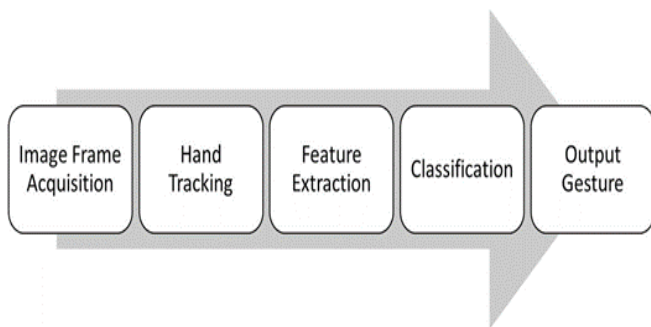 Image Frame
Acquisition
Hand
Tracking
Feature
Extraction
Classification
Output
Gesture